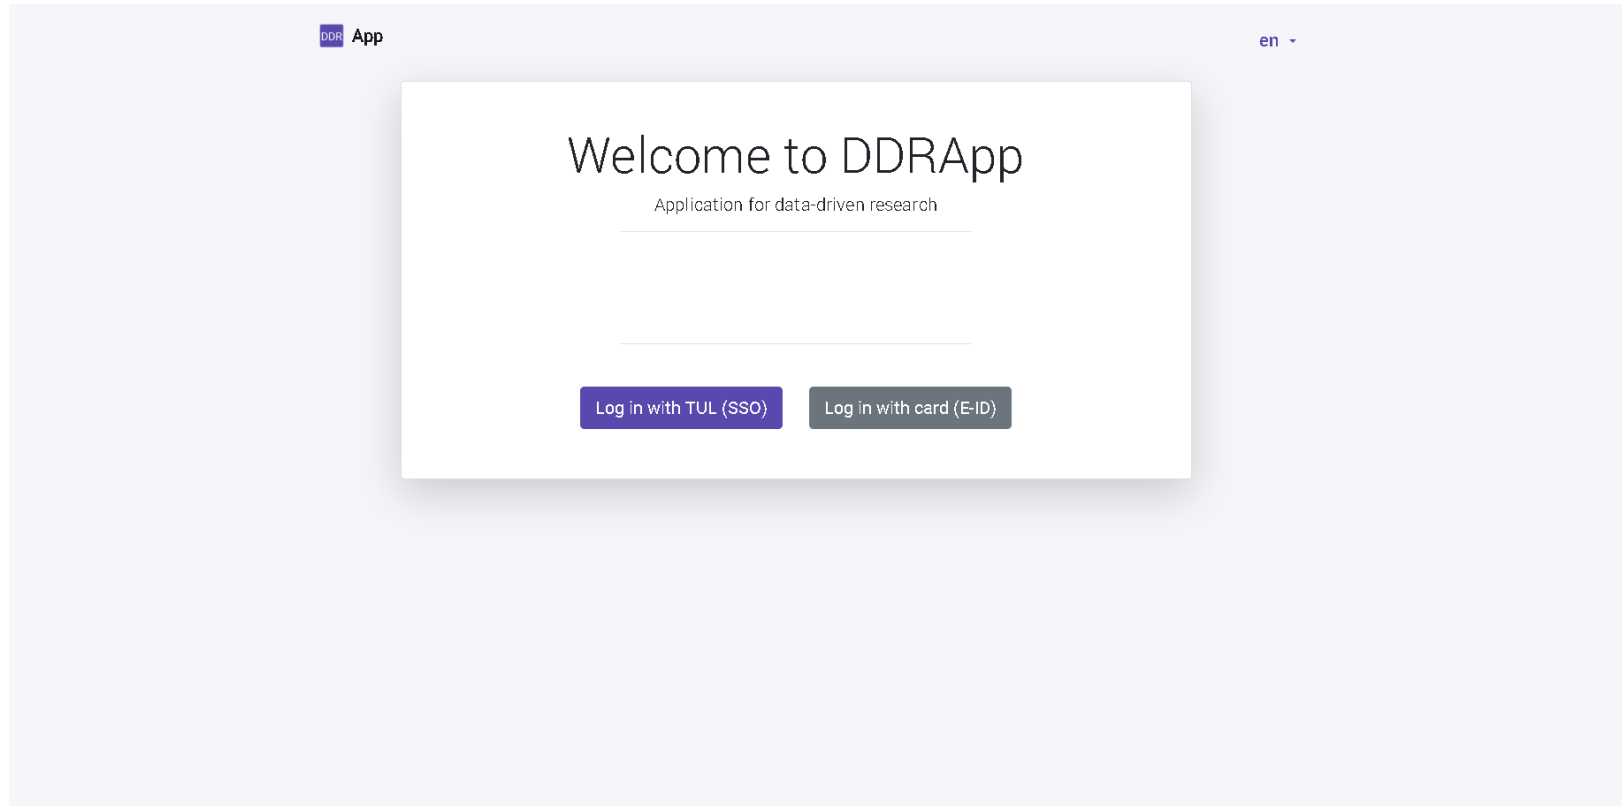 DDR App
en
Welcome to DDRApp
Application for data-driven research
Log in with TUL (SSO)
Log in with card (E-ID)